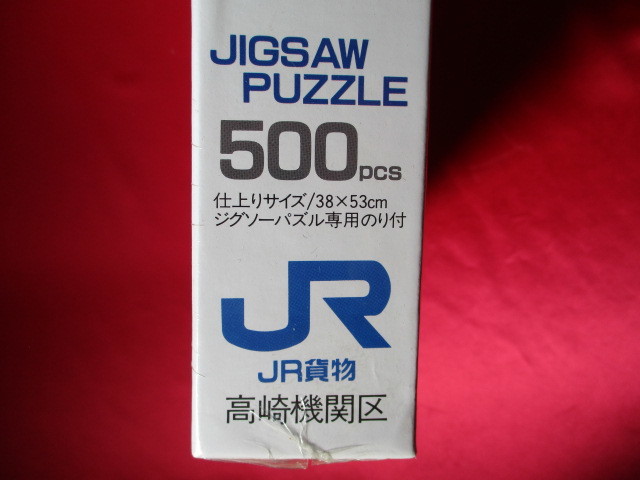 JIGSAW
PUZZLE
500pcs
仕上りサイズ/38×53cm
ジグソーパズル専用のり付
JR
JR貨物
高崎機関区